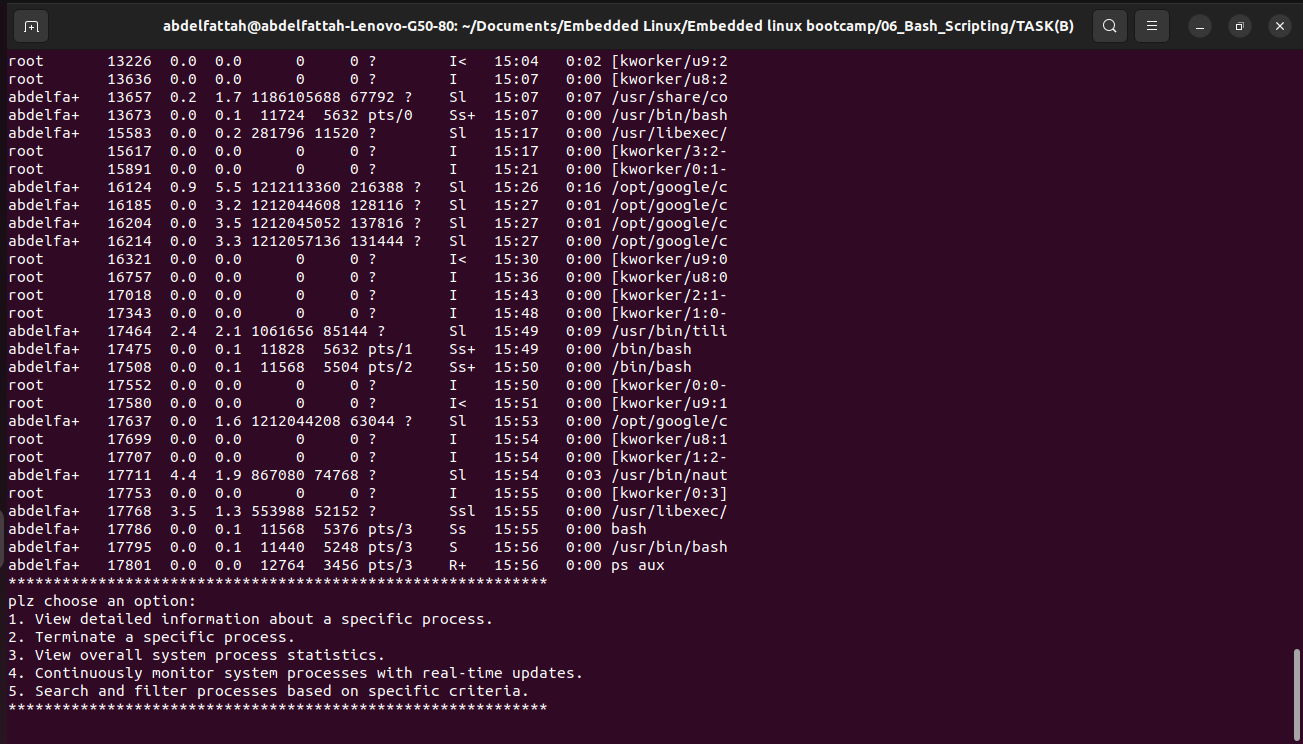 abdelfattah@abdelfattah-Lenovo-G50-80: ~/Documents/Embedded Linux/Embedded linux bootcamp/06_Bash_Scripting/TASK(B)
root       13226  0.0  0.0      0     0 ?        I<   15:04   0:02 [kworker/u9:2
root       13636  0.0  0.0      0     0 ?        I    15:07   0:00 [kworker/u8:2
abdelfa+   13657  0.2  1.7 1186105688 67792 ?    Sl   15:07   0:07 /usr/share/co
abdelfa+   13673  0.0  0.1  11724  5632 pts/0    Ss+  15:07   0:00 /usr/bin/bash
abdelfa+   15583  0.0  0.2 281796 11520 ?        Sl   15:17   0:00 /usr/libexec/
root       15617  0.0  0.0      0     0 ?        I    15:17   0:00 [kworker/3:2-
root       15891  0.0  0.0      0     0 ?        I    15:21   0:00 [kworker/0:1-
abdelfa+   16124  0.9  5.5 1212113360 216388 ?   Sl   15:26   0:16 /opt/google/c
abdelfa+   16185  0.0  3.2 1212044608 128116 ?   Sl   15:27   0:01 /opt/google/c
abdelfa+   16204  0.0  3.5 1212045052 137816 ?   Sl   15:27   0:01 /opt/google/c
abdelfa+   16214  0.0  3.3 1212057136 131444 ?   Sl   15:27   0:00 /opt/google/c
root       16321  0.0  0.0      0     0 ?        I<   15:30   0:00 [kworker/u9:0
root       16757  0.0  0.0      0     0 ?        I    15:36   0:00 [kworker/u8:0
root       17018  0.0  0.0      0     0 ?        I    15:43   0:00 [kworker/2:1-
root       17343  0.0  0.0      0     0 ?        I    15:48   0:00 [kworker/1:0-
abdelfa+   17464  2.4  2.1 1061656 85144 ?       Sl   15:49   0:09 /usr/bin/tili
abdelfa+   17475  0.0  0.1  11828  5632 pts/1    Ss+  15:49   0:00 /bin/bash
abdelfa+   17508  0.0  0.1  11568  5504 pts/2    Ss+  15:50   0:00 /bin/bash
root       17552  0.0  0.0      0     0 ?        I    15:50   0:00 [kworker/0:0-
root       17580  0.0  0.0      0     0 ?        I<   15:51   0:00 [kworker/u9:1
abdelfa+   17637  0.0  1.6 1212044208 63044 ?    Sl   15:53   0:00 /opt/google/c
root       17699  0.0  0.0      0     0 ?        I    15:54   0:00 [kworker/u8:1
root       17707  0.0  0.0      0     0 ?        I    15:54   0:00 [kworker/1:2-
abdelfa+   17711  4.4  1.9 867080 74768 ?        Sl   15:54   0:03 /usr/bin/naut
root       17753  0.0  0.0      0     0 ?        I    15:55   0:00 [kworker/0:3]
abdelfa+   17768  3.5  1.3 553988 52152 ?        Ssl  15:55   0:00 /usr/libexec/
abdelfa+   17786  0.0  0.1  11568  5376 pts/3    Ss   15:55   0:00 bash
abdelfa+   17795  0.0  0.1  11440  5248 pts/3    S    15:56   0:00 /usr/bin/bash
abdelfa+   17801  0.0  0.0  12764  3456 pts/3    R+   15:56   0:00 ps aux
************************************************************
plz choose an option:
1. View detailed information about a specific process.
2. Terminate a specific process.
3. View overall system process statistics.
4. Continuously monitor system processes with real-time updates.
5. Search and filter processes based on specific criteria.
************************************************************